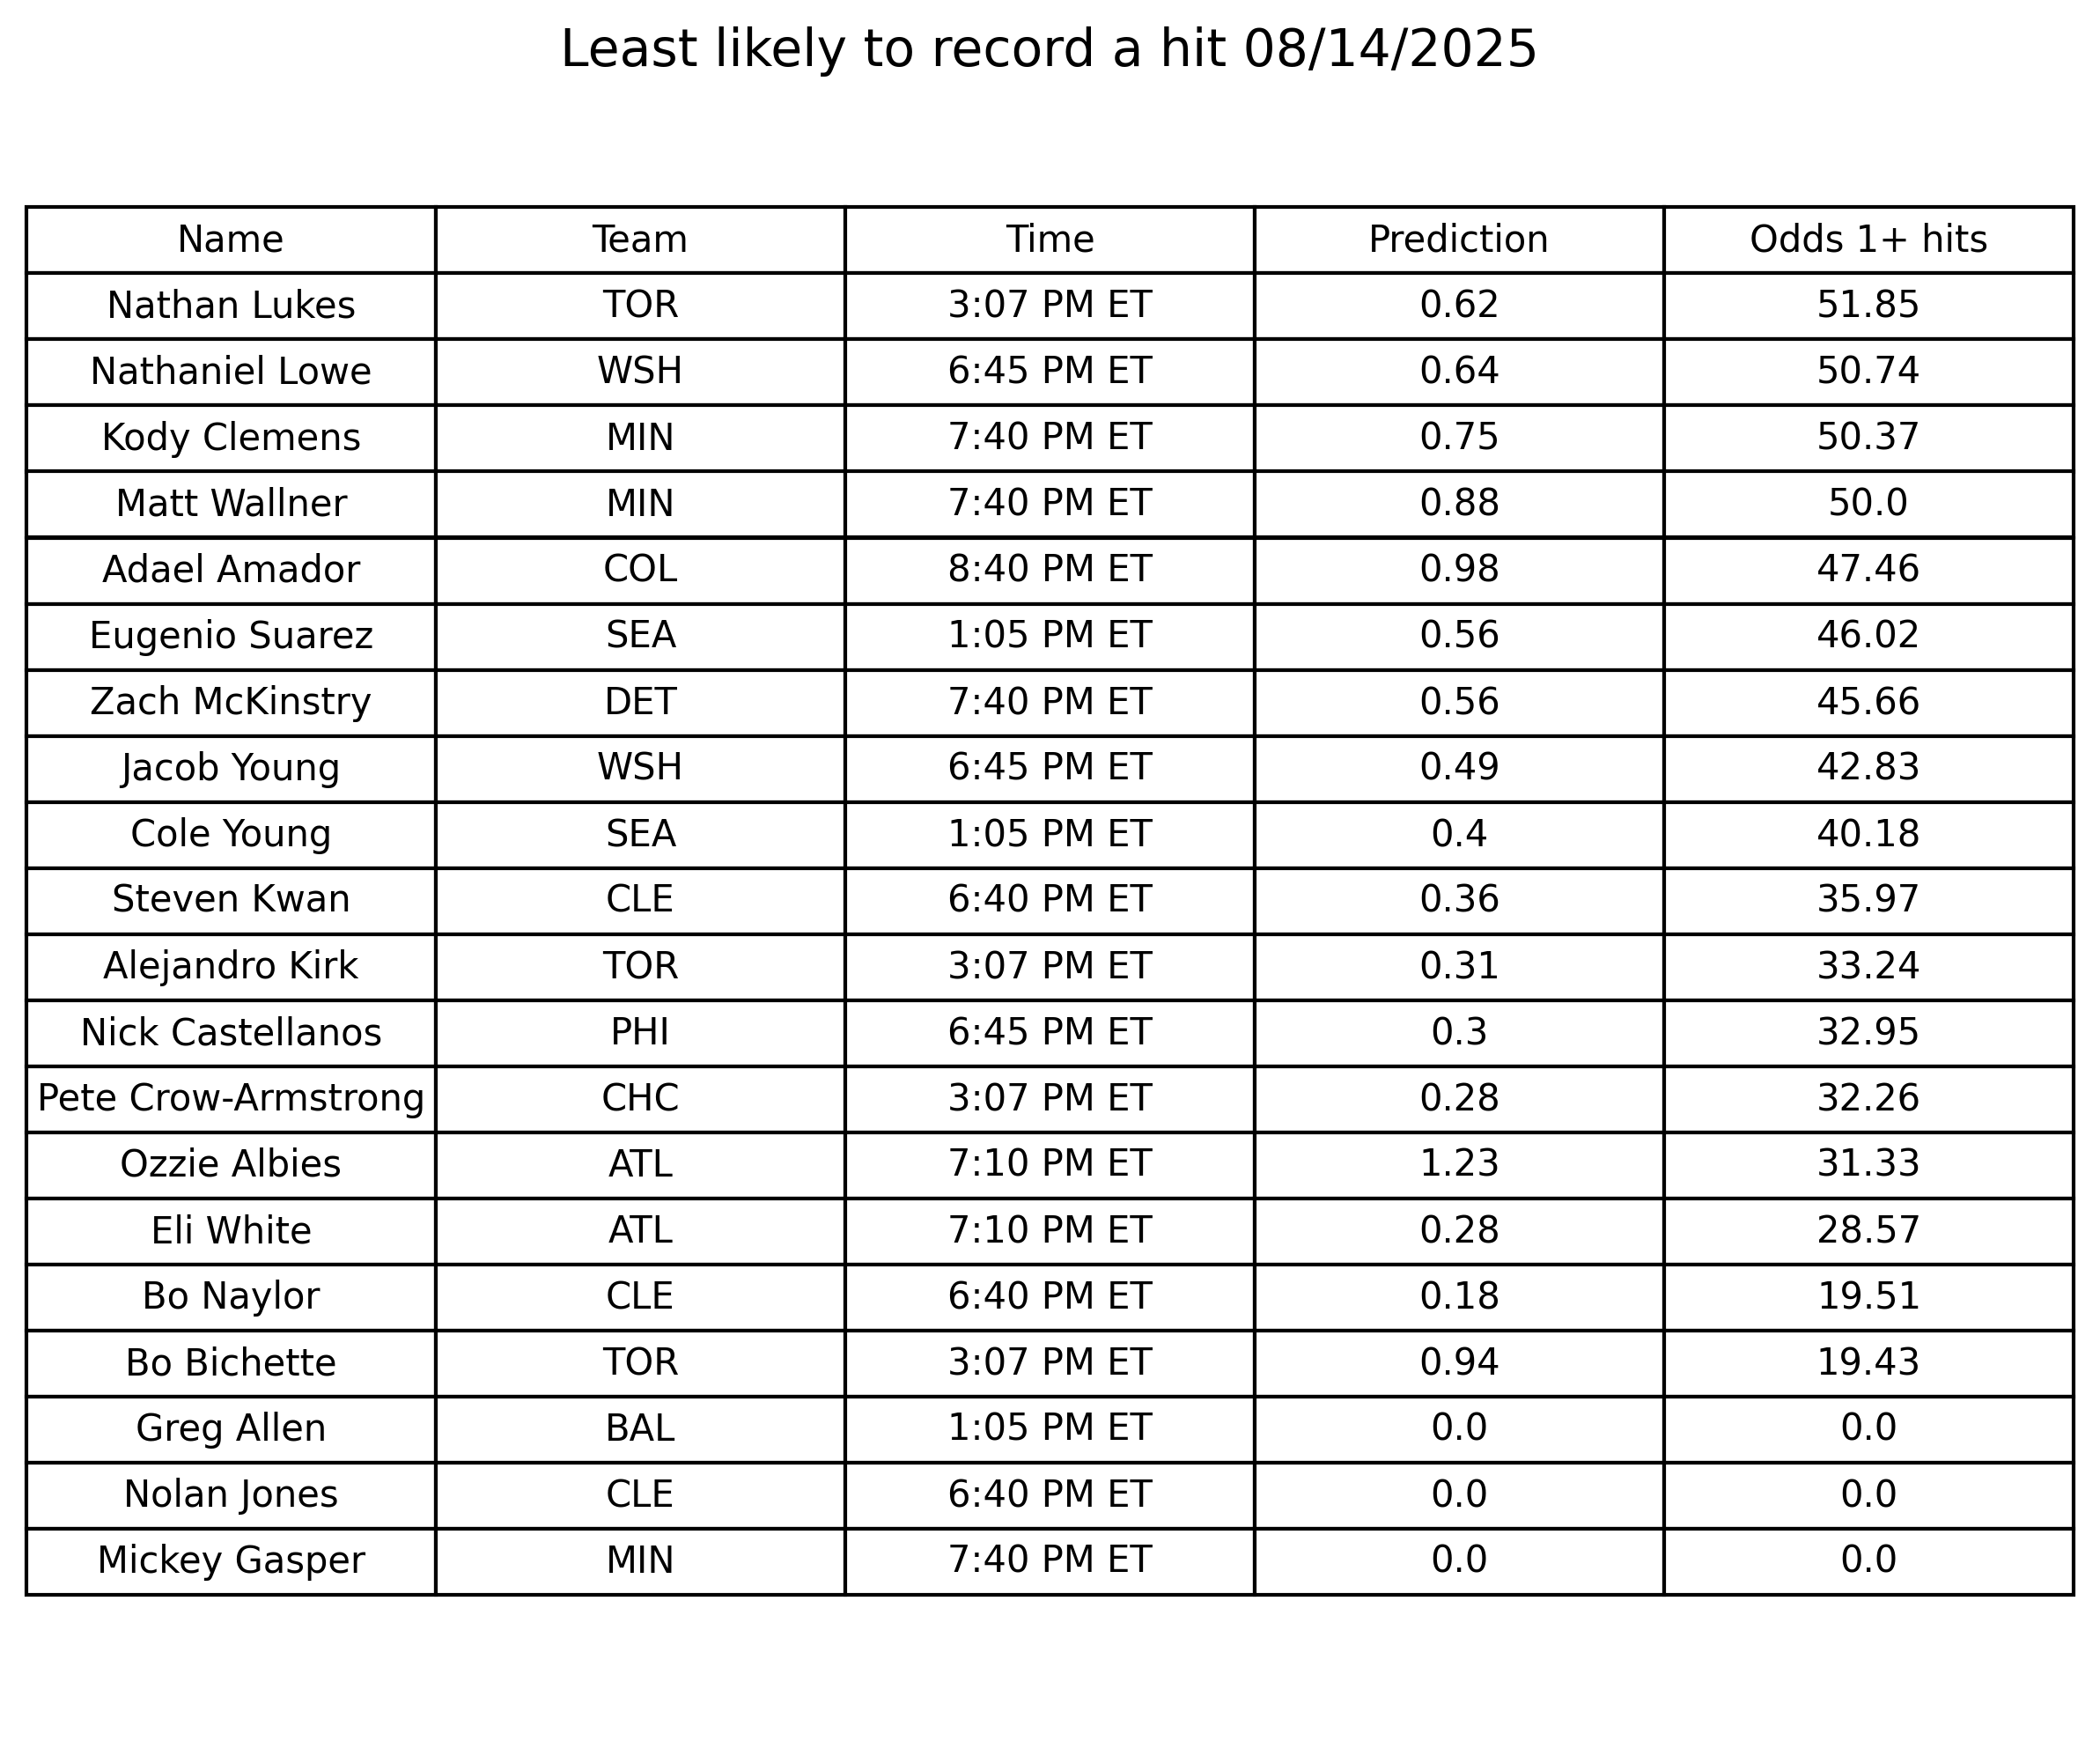 Least likely to record a hit 08/14/2025
Name Team Time Prediction Odds 1+ hits
Nathan Lukes TOR 3:07 PM ET 0.62 51.85
Nathaniel Lowe WSH 6:45 PM ET 0.64 50.74
Kody Clemens MIN 7:40 PM ET 0.75 50.37
Matt Wallner MIN 7:40 PM ET 0.88 50.0
Adael Amador COL 8:40 PM ET 0.98 47.46
Eugenio Suarez SEA 1:05 PM ET 0.56 46.02
Zach McKinstry DET 7:40 PM ET 0.56 45.66
Jacob Young WSH 6:45 PM ET 0.49 42.83
Cole Young SEA 1:05 PM ET 0.4 40.18
Steven Kwan CLE 6:40 PM ET 0.36 35.97
Alejandro Kirk TOR 3:07 PM ET 0.31 33.24
Nick Castellanos PHI 6:45 PM ET 0.3 32.95
Pete Crow-Armstrong CHC 3:07 PM ET 0.28 32.26
Ozzie Albies ATL 7:10 PM ET 1.23 31.33
Eli White ATL 7:10 PM ET 0.28 28.57
Bo Naylor CLE 6:40 PM ET 0.18 19.51
Bo Bichette TOR 3:07 PM ET 0.94 19.43
Greg Allen BAL 1:05 PM ET 0.0 0.0
Nolan Jones CLE 6:40 PM ET 0.0 0.0
Mickey Gasper MIN 7:40 PM ET 0.0 0.0